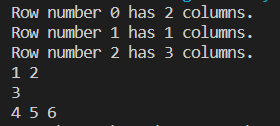 Row number 0 has 2 columns.
Row number 1 has 1 columns.
Row number 2 has 3 columns.
1 2
3
4 5 6